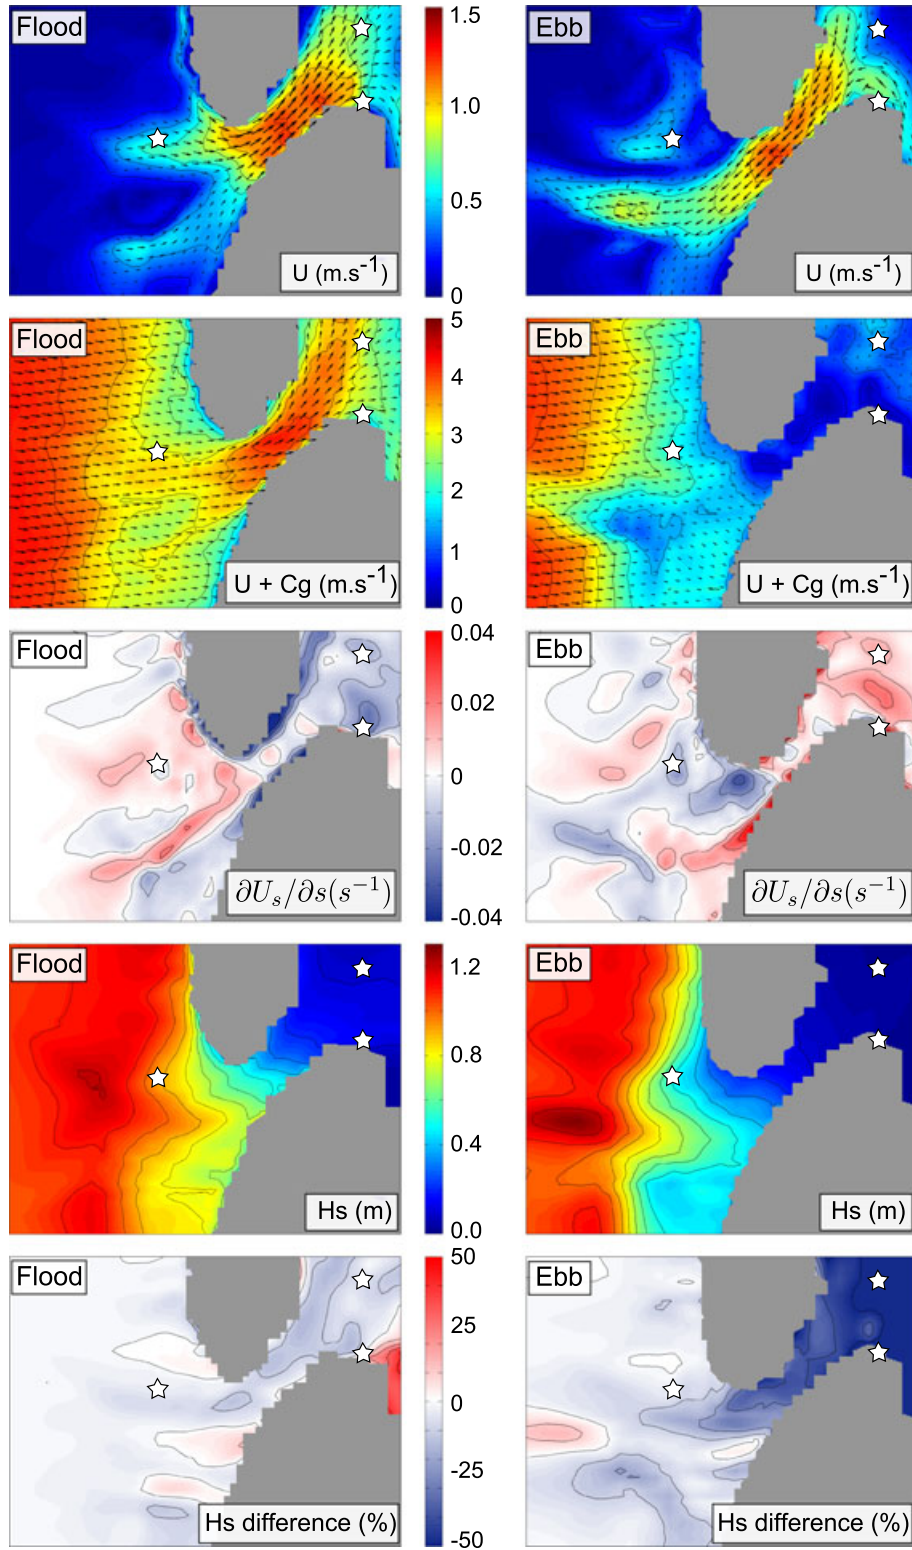 Flood
Ebb
1.5
1.0
0.5
0
U (m.s⁻¹)
U (m.s⁻¹)
Flood
Ebb
5
4
3
2
1
0
U + Cg (m.s⁻¹)
U + Cg (m.s⁻¹)
Flood
Ebb
0.04
0.02
0
-0.02
-0.04
∂Uₛ/∂s(s⁻¹)
∂Uₛ/∂s(s⁻¹)
Flood
Ebb
1.2
0.8
0.4
0.0
Hs (m)
Hs (m)
Flood
Ebb
50
25
0
-25
-50
Hs difference (%)
Hs difference (%)